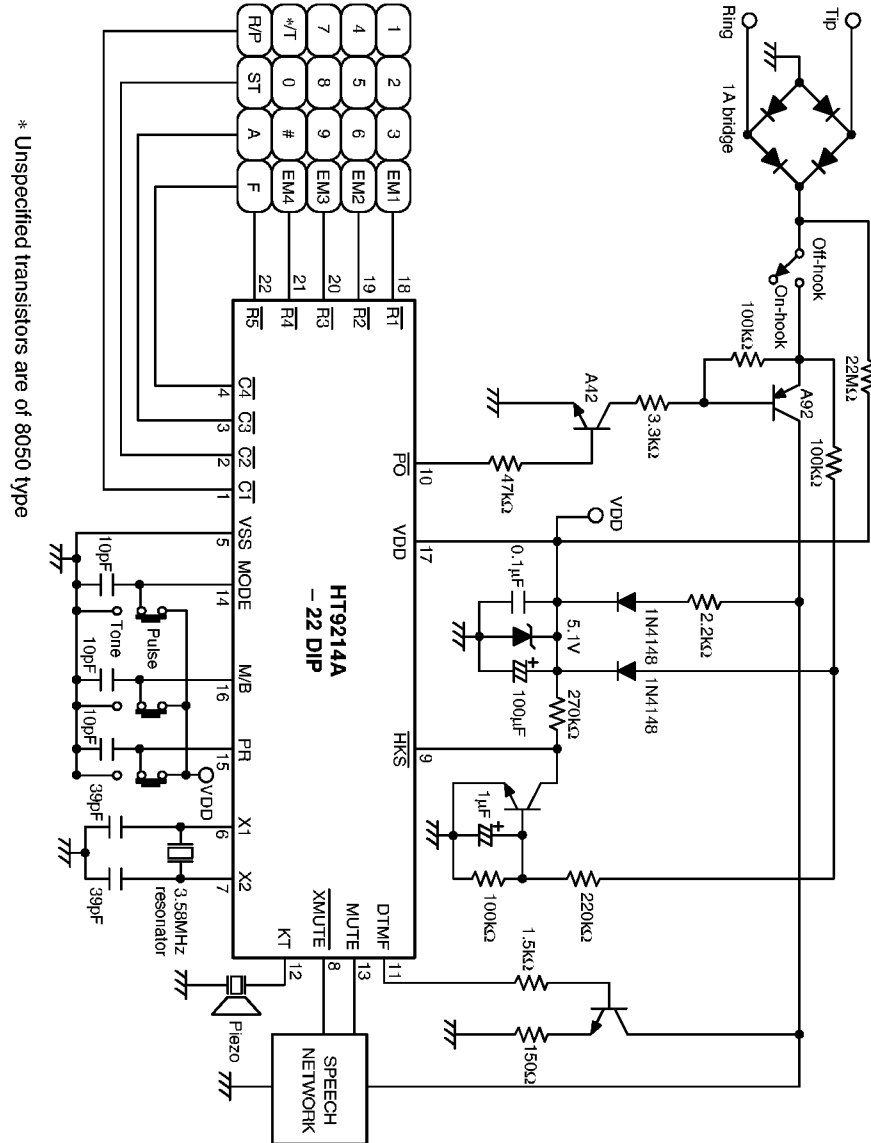 Tip
Ring
1A bridge
Off-hook
On-hook
22MΩ
A92
100kΩ
100kΩ
3.3kΩ
A42
47kΩ
VDD
2.2kΩ
1N4148
1N4148
0.1µF
5.1V
+
100µF
270kΩ
1µF
+
220kΩ
100kΩ
1.5kΩ
150Ω
1 2 3 EM1
4 5 6 EM2
7 8 9 EM3
*/T 0 # EM4
R/P ST A F
18 R1
19 R2
20 R3
21 R4
22 R5
10 17 9
PO VDD HKS
HT9214A
– 22 DIP
DTMF 11
MUTE 13
XMUTE 8
KT 12
C4 C3 C2 C1 VSS MODE M/B PR X1 X2
4 3 2 1 5 14 16 15 6 7
SPEECH
NETWORK
Piezo
10pF
Pulse
Tone
10pF
10pF
VDD
39pF
39pF
3.58MHz
resonator
* Unspecified transistors are of 8050 type